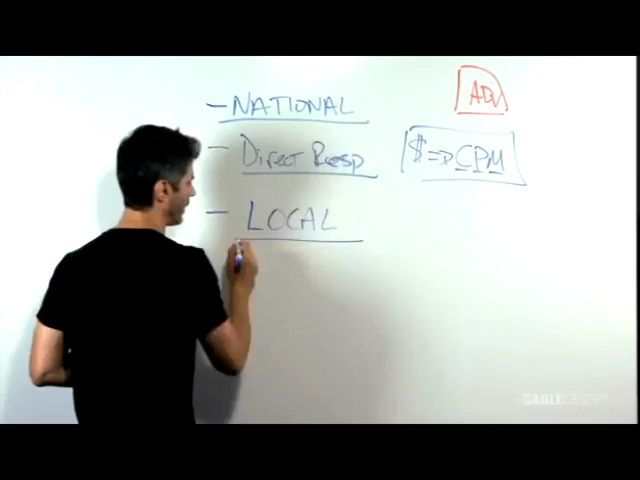 ADV
- NATIONAL
- Direct Resp
$ => CPM
- LOCAL